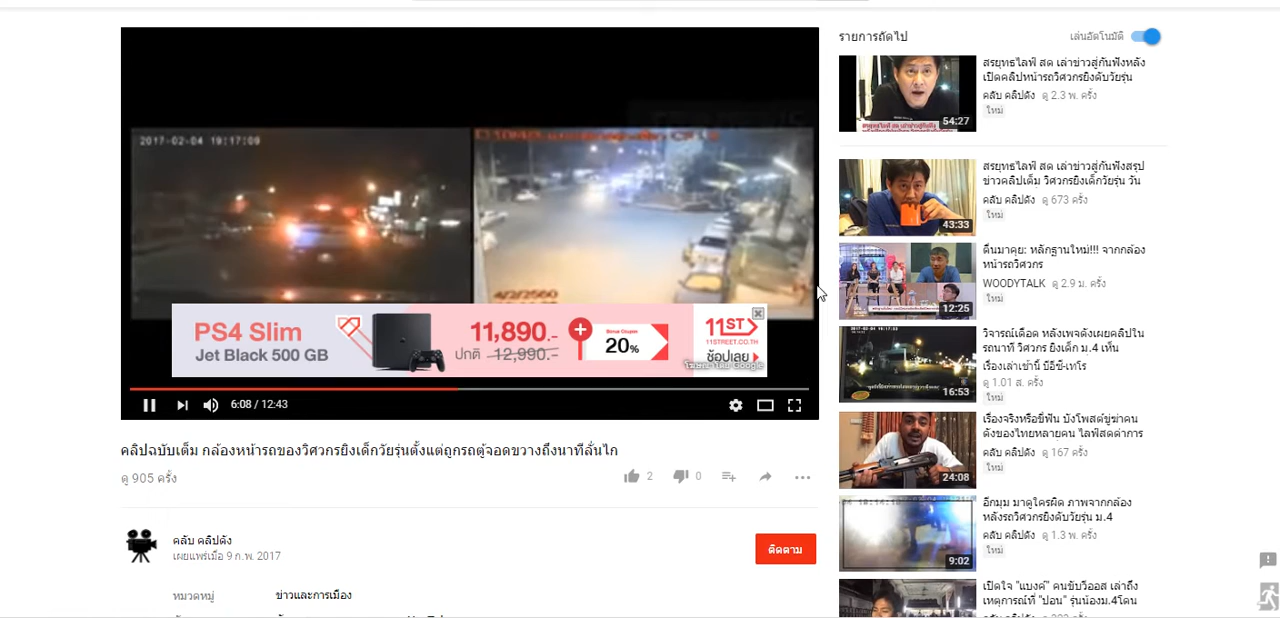 2017-02-04 19:17:09
4/2/2560
PS4 Slim
Jet Black 500 GB
11,890.-
ปกติ 12,990.-
Bonus Coupon
20%
11ST
11STREET.CO.TH
ช้อปเลย
โฆษณาโดย Google
6:08 / 12:43
คลิปฉบับเต็ม กล่องหน้ารถของวิศวกรยิงเด็กวัยรุ่นตั้งแต่ถูกรถตู้จอดขวางถึงนาทีลั่นไก
ดู 905 ครั้ง
2
0
คลับ คลิปดัง
เผยแพร่เมื่อ 9 ก.พ. 2017
ติดตาม
หมวดหมู่
ข่าวและการเมือง
รายการถัดไป
เล่นอัตโนมัติ
สรยุทธไลฟ์ สด เล่าข่าวสู่กันฟังหลัง
เปิดคลิปหน้ารถวิศวกรยิงดับวัยรุ่น
คลับ คลิปดัง ดู 2.3 พ. ครั้ง
ใหม่
54:27
สรยุทธไลฟ์ สด เล่าข่าวสู่กันฟังสรุป
ข่าวคลิปเต็ม วิศวกรยิงเด็กวัยรุ่น วัน
คลับ คลิปดัง ดู 673 ครั้ง
ใหม่
43:33
ตื่นมาคุย: หลักฐานใหม่!!! จากกล้อง
หน้ารถวิศวกร
WOODYTALK ดู 2.9 ม. ครั้ง
ใหม่
12:25
วิจารณ์เดือด หลังเพจดังเผยคลิปใน
รถนาที วิศวกร ยิงเด็ก ม.4 เห็น
เรื่องเล่าเช้านี้ บีอีซี-เทโร
ดู 1.01 ส. ครั้ง
ใหม่
16:53
เรื่องจริงหรือขี่ฟัน บังโพสต์ขู่ฆ่าคน
ดังของไทยหลายคน ไลฟ์สดด่าการ
คลับ คลิปดัง ดู 167 ครั้ง
ใหม่
24:08
อีกมุม มาดูใครผิด ภาพจากกล้อง
หลังรถวิศวกรยิงดับวัยรุ่น ม.4
คลับ คลิปดัง ดู 1.3 พ. ครั้ง
ใหม่
9:02
เปิดใจ "แบงค์" คนขับวีออส เล่าถึง
เหตุการณ์ที่ "ปอน" รุ่นน้องม.4โดน